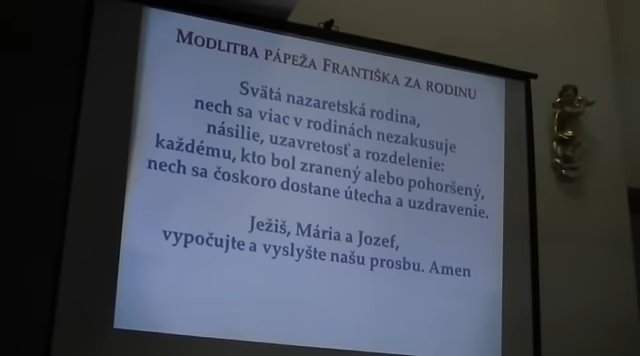 MODLITBA PÁPEŽA FRANTIŠKA ZA RODINU
Svätá nazaretská rodina,
nech sa viac v rodinách nezakusuje
násilie, uzavretosť a rozdelenie:
každému, kto bol zranený alebo pohoršený,
nech sa čoskoro dostane útecha a uzdravenie.
Ježiš, Mária a Jozef,
vypočujte a vyslyšte našu prosbu. Amen